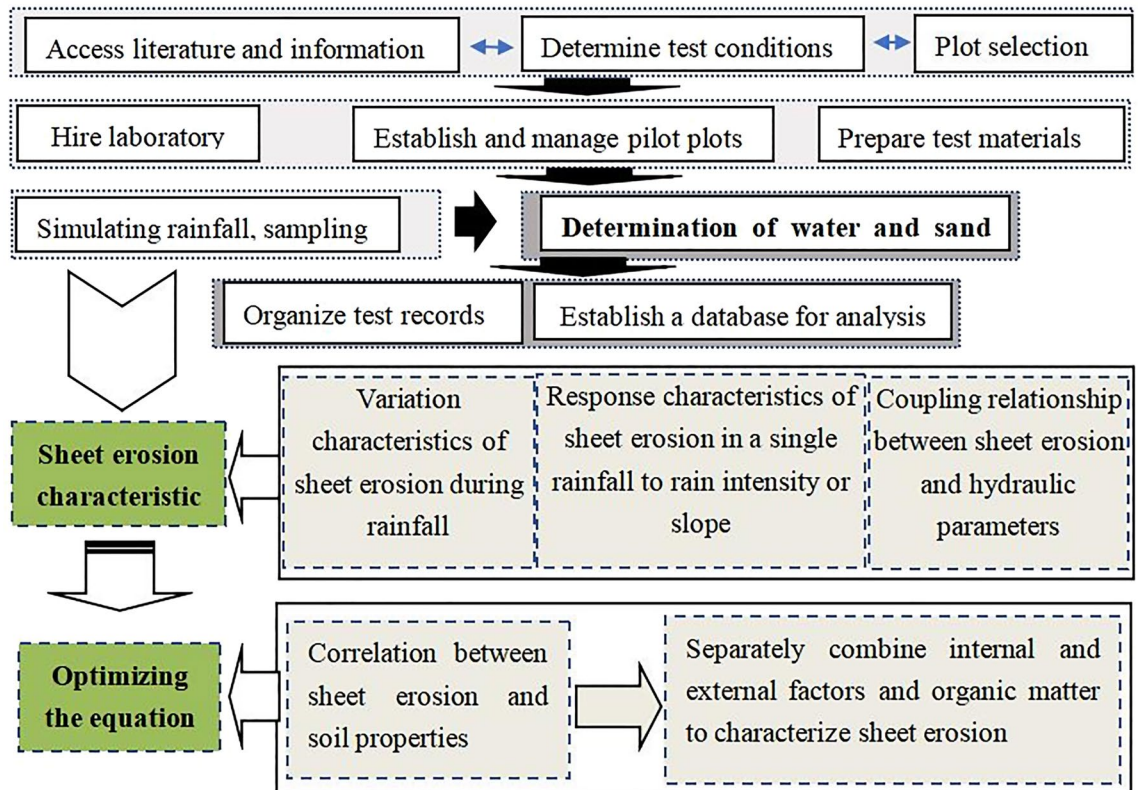 Access literature and information
Determine test conditions
Plot selection
Hire laboratory
Establish and manage pilot plots
Prepare test materials
Simulating rainfall, sampling
Determination of water and sand
Organize test records
Establish a database for analysis
Sheet erosion
characteristic
Variation
characteristics of
sheet erosion during
rainfall
Response characteristics of
sheet erosion in a single
rainfall to rain intensity or
slope
Coupling relationship
between sheet erosion
and hydraulic
parameters
Optimizing
the equation
Correlation between
sheet erosion and
soil properties
Separately combine internal and
external factors and organic matter
to characterize sheet erosion